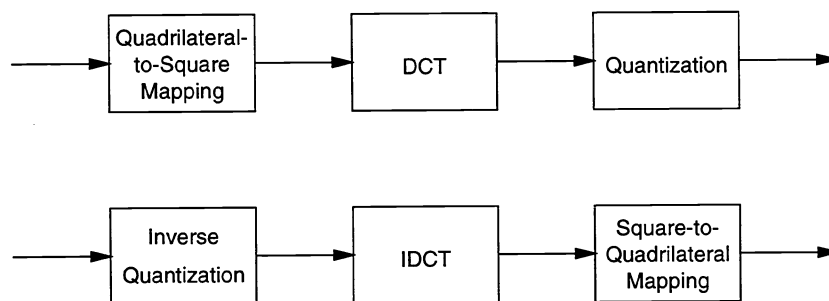 Quadrilateral-
to-Square
Mapping
DCT
Quantization
Inverse
Quantization
IDCT
Square-to-
Quadrilateral
Mapping